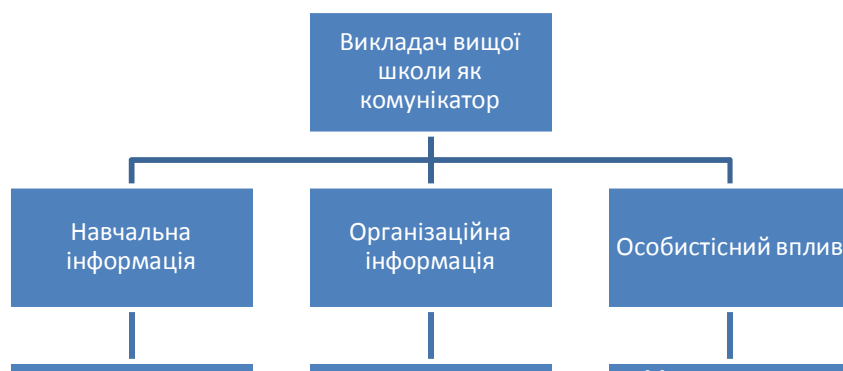 Викладач вищої
школи як
комунікатор
Навчальна
інформація
Організаційна
інформація
Особистісний вплив